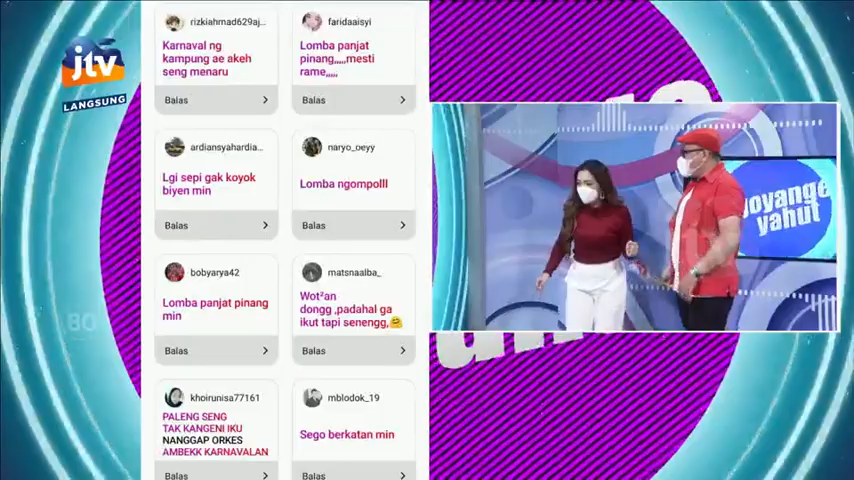 jtv
LANGSUNG
rizkiahmad629aj...
Karnaval ng
kampung ae akeh
seng menaru
Balas
faridaaisyi
Lomba panjat
pinang,,,,,mesti
rame,,,,,
Balas
ardiansyahhardia...
Lgi sepi gak koyok
biyen min
Balas
naryo_oeyy
Lomba ngompolll
Balas
bobyarya42
Lomba panjat pinang
min
Balas
matsnaalba_
Wot²an
dongg ,padahal ga
ikut tapi senengg,🤗
Balas
khoirunisa77161
PALENG SENG
TAK KANGENI IKU
NANGGAP ORKES
AMBEKK KARNAVALAN
Balas
mblodok_19
Sego berkatan min
Balas
joyange
yahut
80